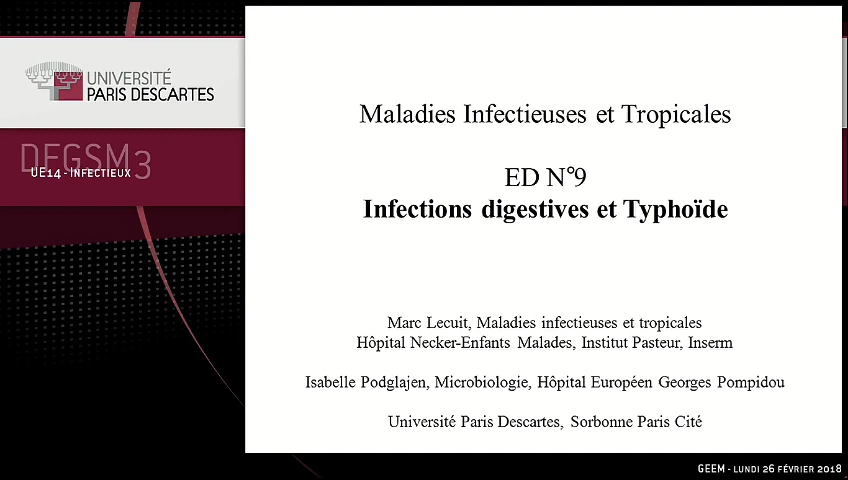 UNIVERSITÉ
PARIS DESCARTES
DFGSM3
UE14 - INFECTIEUX
Maladies Infectieuses et Tropicales
ED N°9
Infections digestives et Typhoïde
Marc Lecuit, Maladies infectieuses et tropicales
Hôpital Necker-Enfants Malades, Institut Pasteur, Inserm
Isabelle Podglajen, Microbiologie, Hôpital Européen Georges Pompidou
Université Paris Descartes, Sorbonne Paris Cité
GEEM - LUNDI 26 FÉVRIER 2018